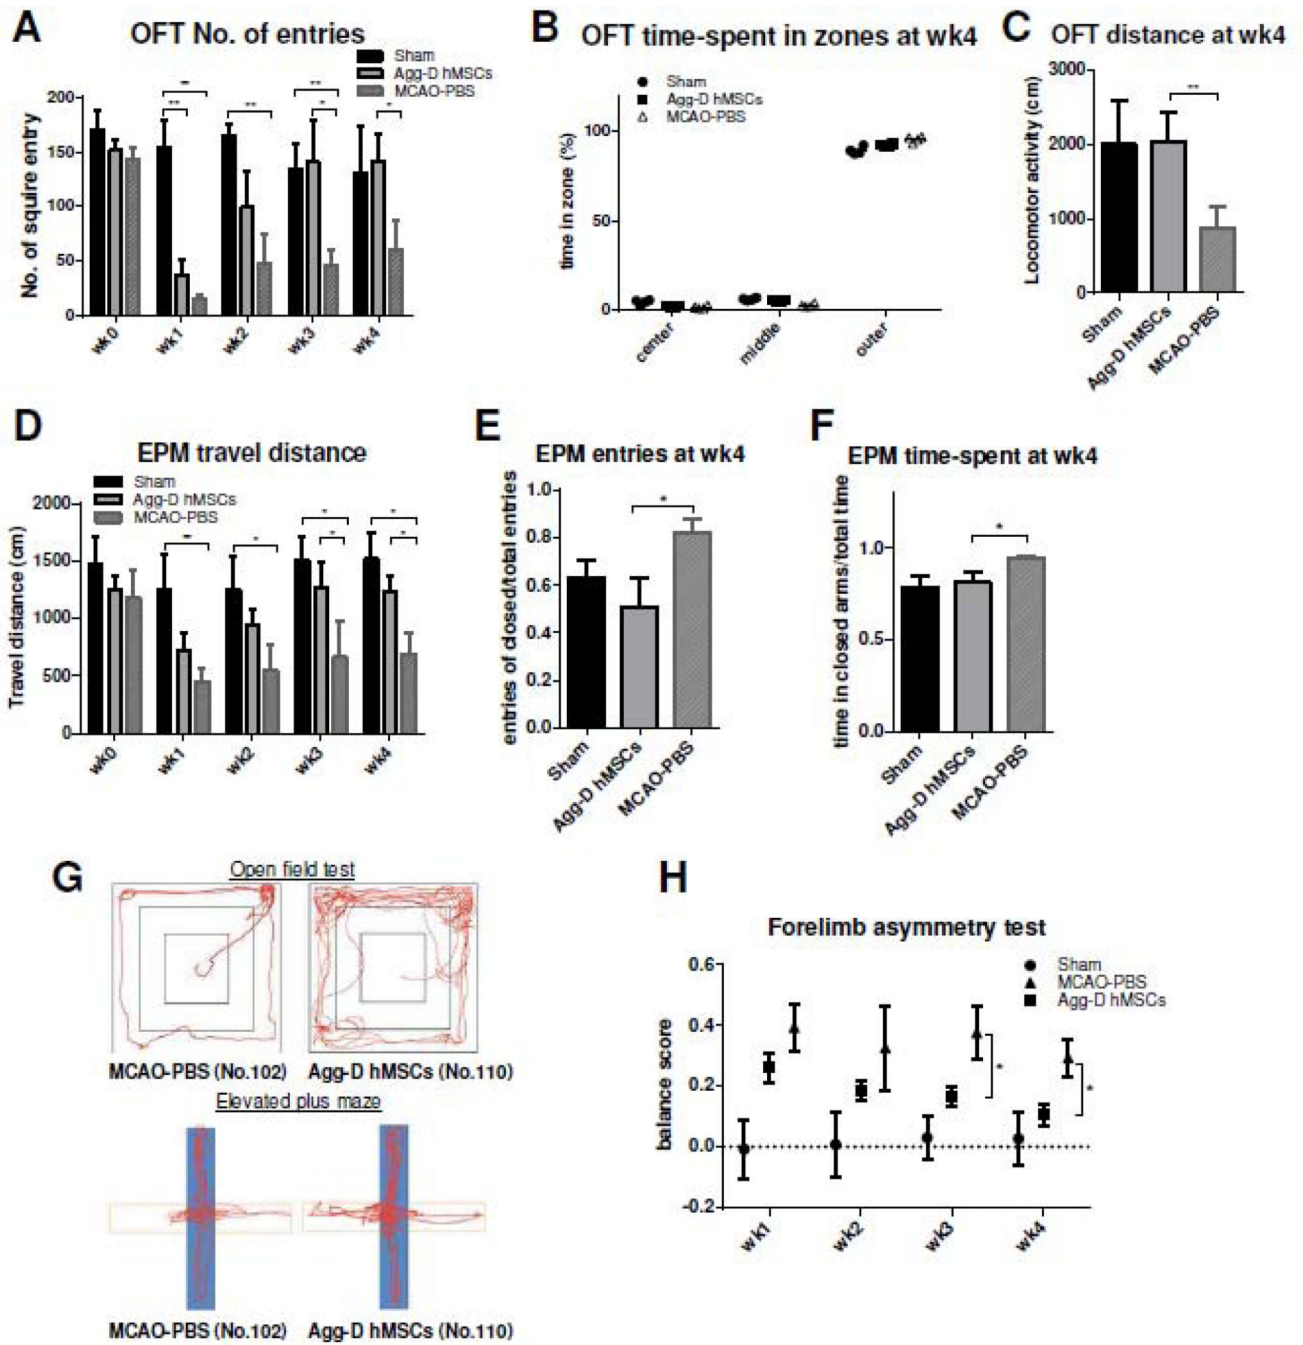 A
OFT No. of entries
Sham
Agg-D hMSCs
MCAO-PBS
No. of squire entry
200
150
100
50
0
**
**
**
**
*
*
wk0
wk1
wk2
wk3
wk4
B
OFT time-spent in zones at wk4
Sham
Agg-D hMSCs
MCAO-PBS
time in zone (%)
100
50
0
center
middle
outer
C
OFT distance at wk4
Locomotor activity (cm)
3000
2000
1000
0
**
Sham
Agg-D hMSCs
MCAO-PBS
D
EPM travel distance
Sham
Agg-D hMSCs
MCAO-PBS
Travel distance (cm)
2000
1500
1000
500
0
*
*
*
*
*
wk0
wk1
wk2
wk3
wk4
E
EPM entries at wk4
entries of closed/total entries
1.0
0.8
0.6
0.4
0.2
0.0
*
Sham
Agg-D hMSCs
MCAO-PBS
F
EPM time-spent at wk4
time in closed arms/total time
1.0
0.5
0.0
*
Sham
Agg-D hMSCs
MCAO-PBS
G
Open field test
MCAO-PBS (No.102)
Agg-D hMSCs (No.110)
Elevated plus maze
MCAO-PBS (No.102)
Agg-D hMSCs (No.110)
H
Forelimb asymmetry test
Sham
MCAO-PBS
Agg-D hMSCs
balance score
0.6
0.4
0.2
0.0
-0.2
*
*
wk1
wk2
wk3
wk4